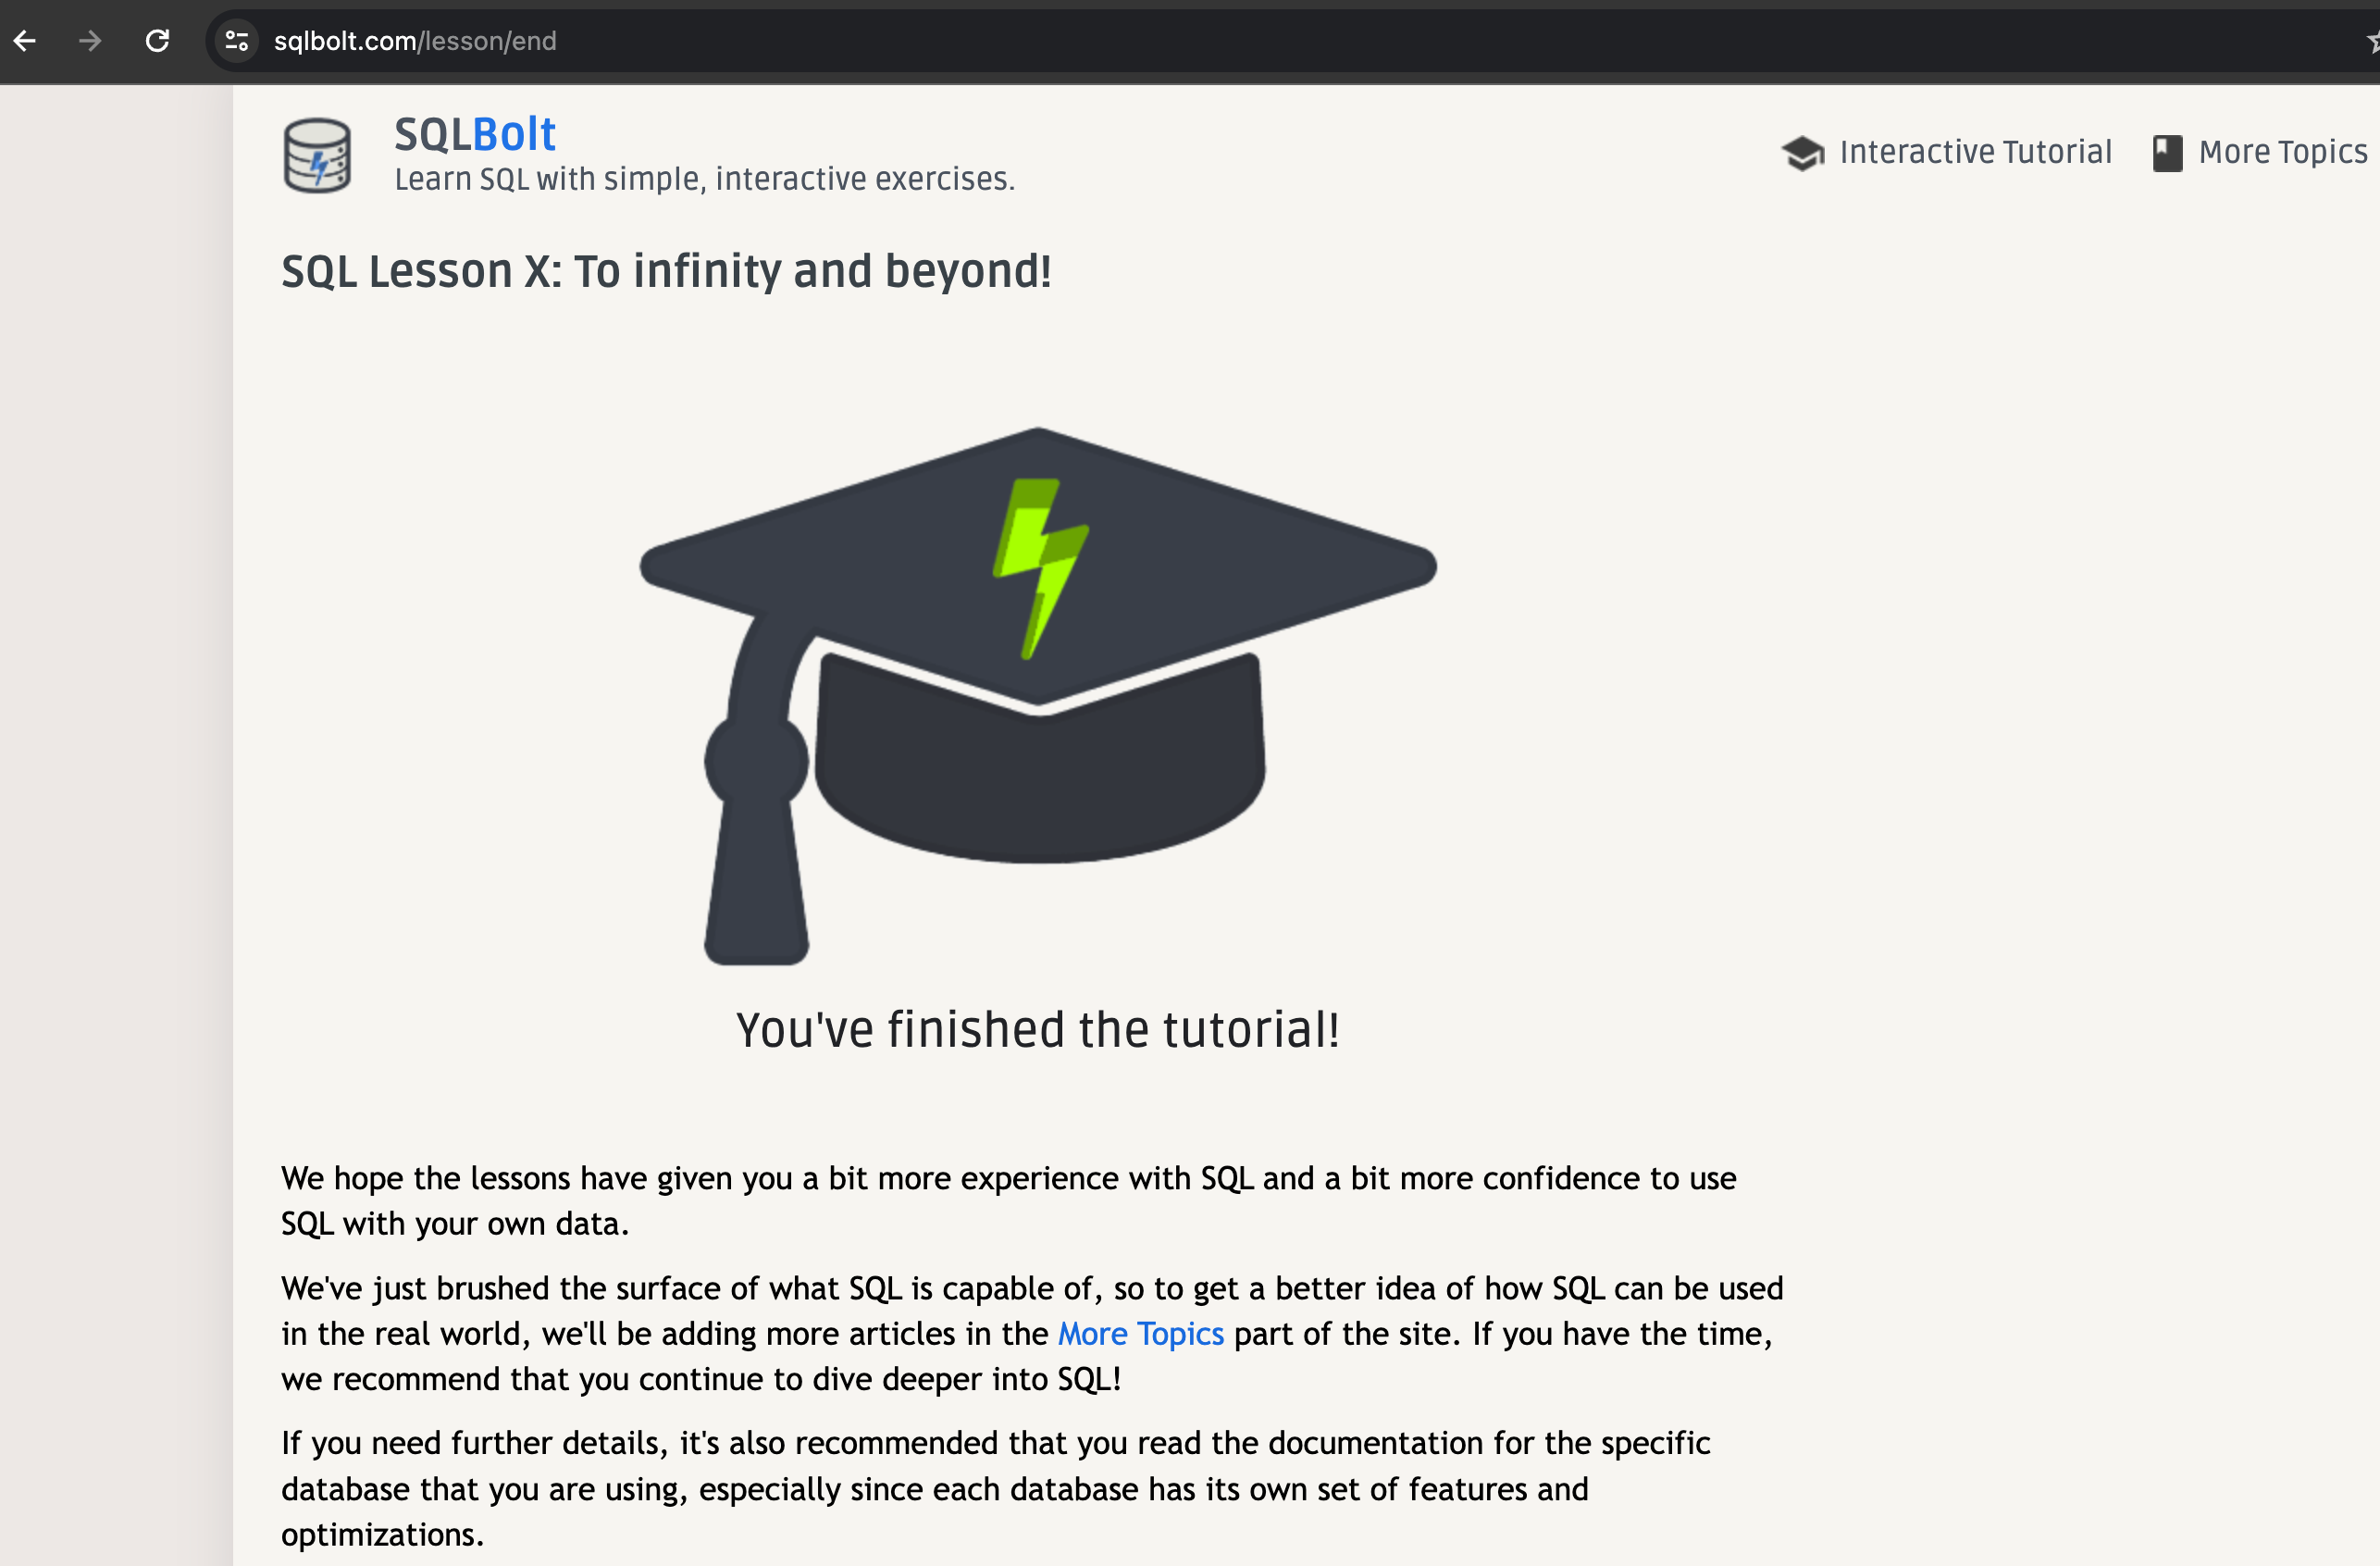 sqlbolt.com/lesson/end
SQLBolt
Learn SQL with simple, interactive exercises.
Interactive Tutorial
More Topics
SQL Lesson X: To infinity and beyond!
You've finished the tutorial!
We hope the lessons have given you a bit more experience with SQL and a bit more confidence to use
SQL with your own data.
We've just brushed the surface of what SQL is capable of, so to get a better idea of how SQL can be used
in the real world, we'll be adding more articles in the More Topics part of the site. If you have the time,
we recommend that you continue to dive deeper into SQL!
If you need further details, it's also recommended that you read the documentation for the specific
database that you are using, especially since each database has its own set of features and
optimizations.